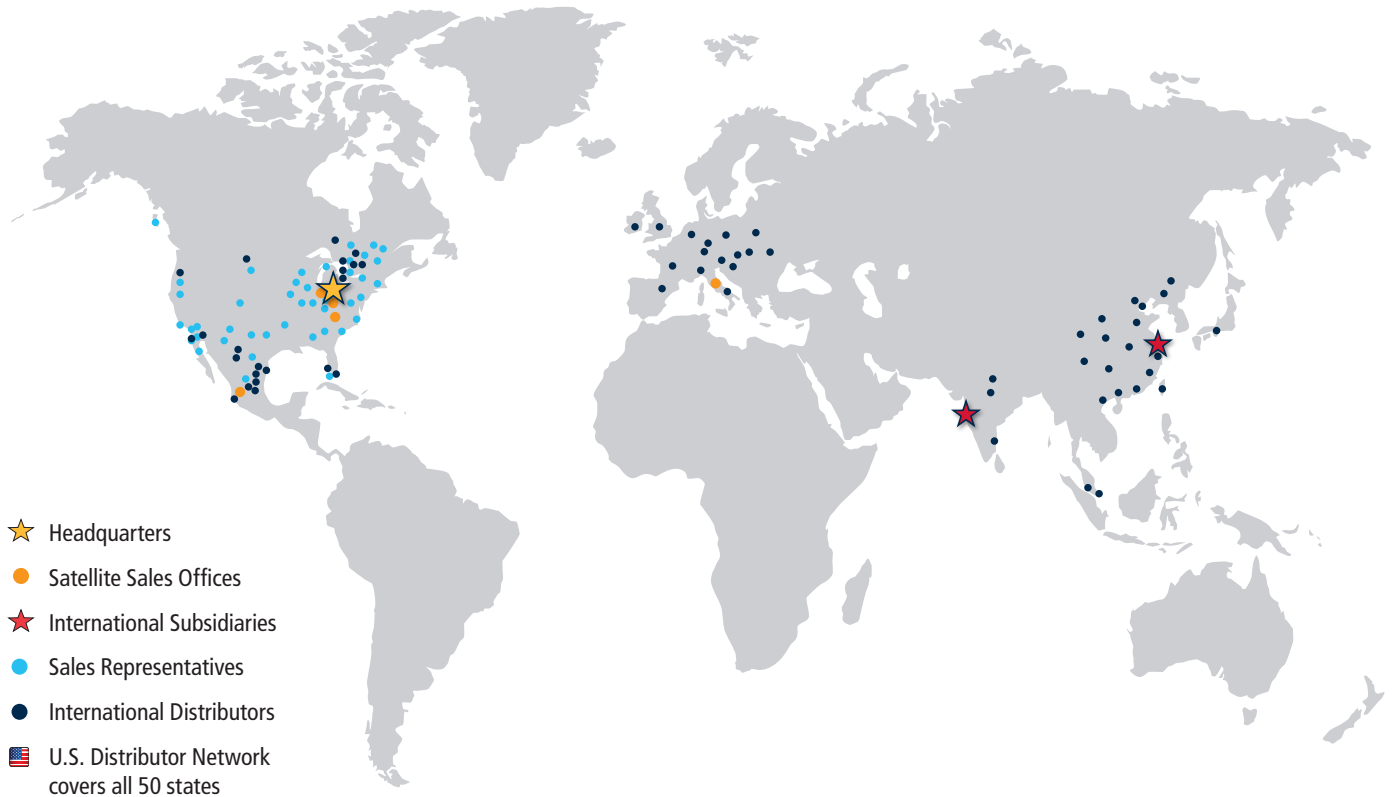 Headquarters
Satellite Sales Offices
International Subsidiaries
Sales Representatives
International Distributors
U.S. Distributor Network
covers all 50 states